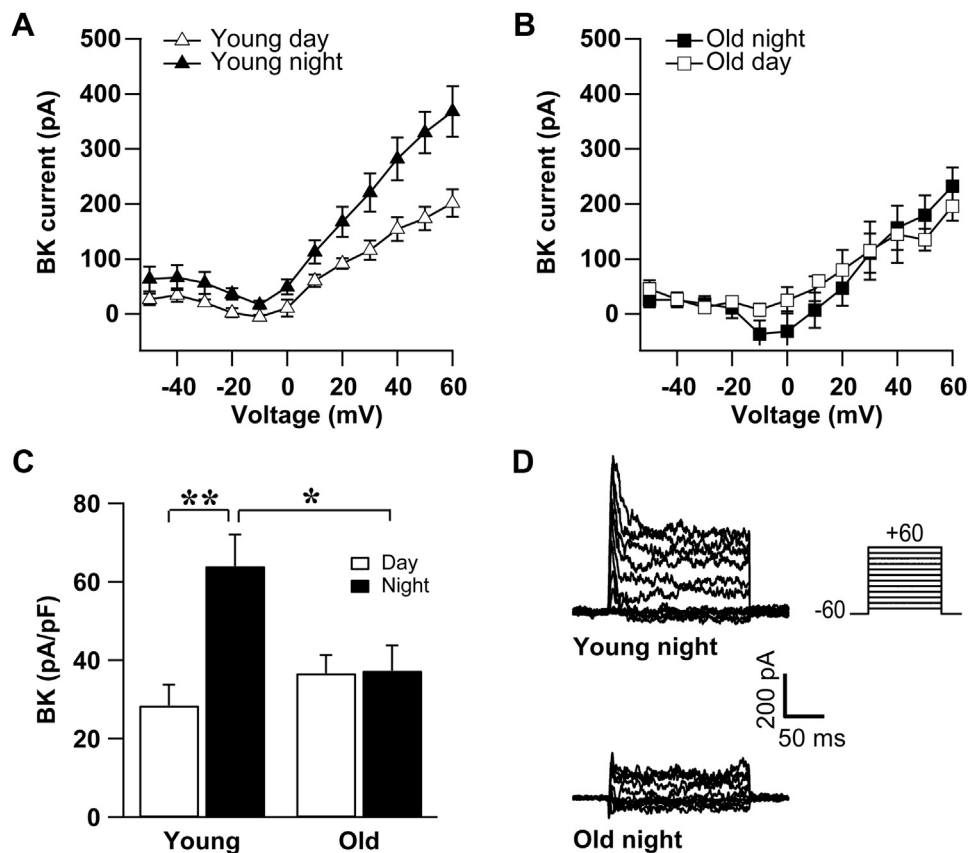 A
500
400
300
200
100
0
BK current (pA)
Young day
Young night
-40 -20 0 20 40 60
Voltage (mV)
B
500
400
300
200
100
0
BK current (pA)
Old night
Old day
-40 -20 0 20 40 60
Voltage (mV)
C
80
60
40
20
0
BK (pA/pF)
** *
Day
Night
Young Old
D
+60
-60
Young night
200 pA
50 ms
Old night